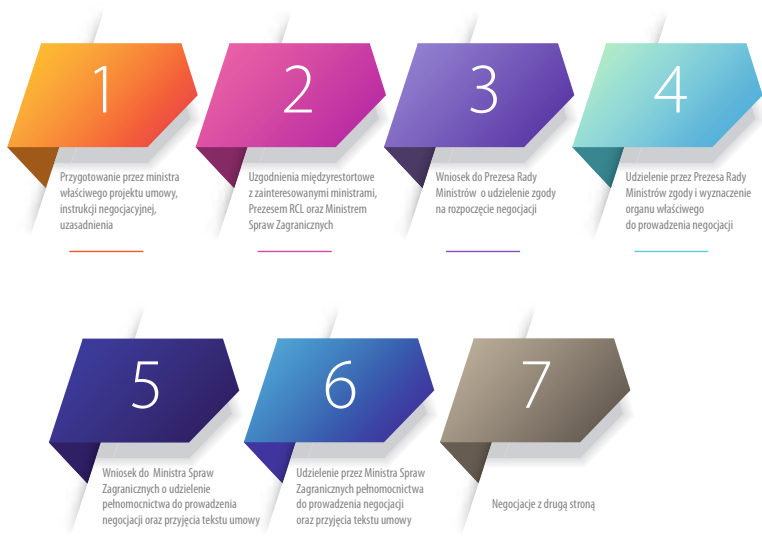 1
Przygotowanie przez ministra
właściwego projektu umowy,
instrukcji negocjacyjnej,
uzasadnienia
2
Uzgodnienia międzyrestortowe
z zainteresowanymi ministrami,
Prezesem RCL oraz Ministrem
Spraw Zagranicznych
3
Wniosek do Prezesa Rady
Ministrów o udzielenie zgody
na rozpoczęcie negocjacji
4
Udzielenie przez Prezesa Rady
Ministrów zgody i wyznaczenie
organu właściwego
do prowadzenia negocjacji
5
Wniosek do Ministra Spraw
Zagranicznych o udzielenie
pełnomocnictwa do prowadzenia
negocjacji oraz przyjęcia tekstu umowy
6
Udzielenie przez Ministra Spraw
Zagranicznych pełnomocnictwa
do prowadzenia negocjacji
oraz przyjęcia tekstu umowy
7
Negocjacje z drugą stroną